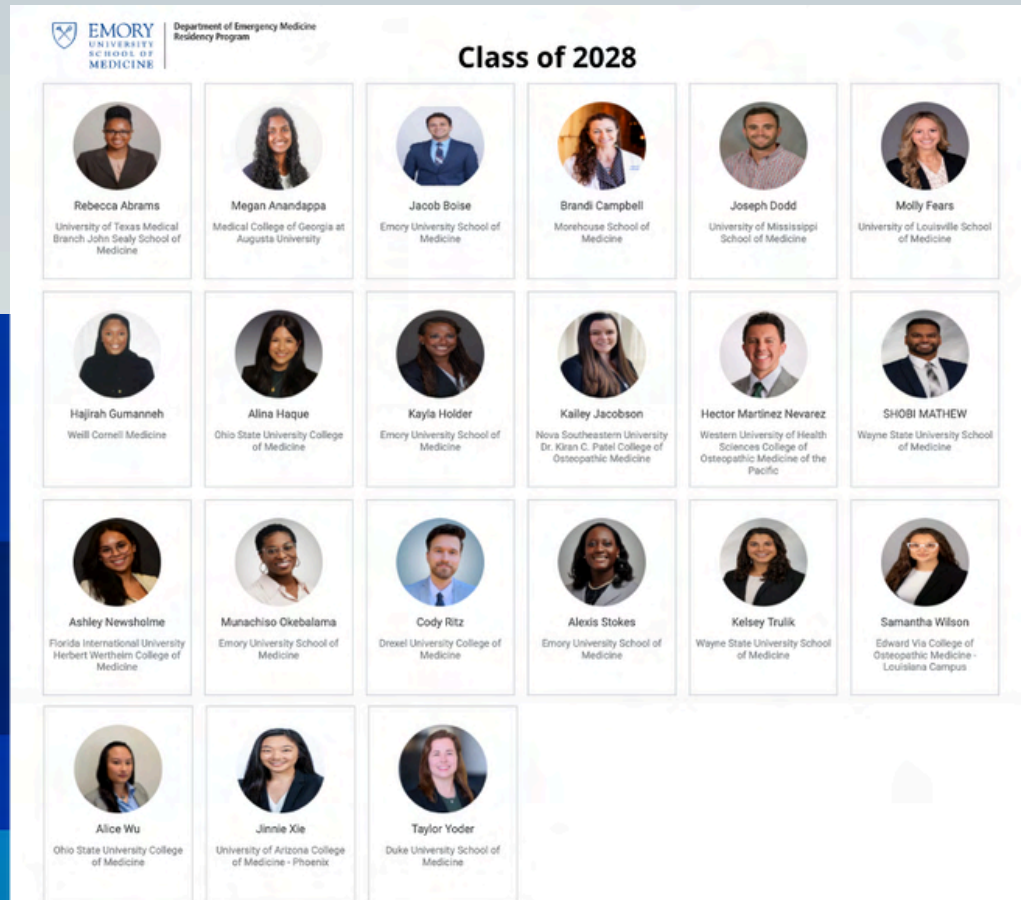 EMORY
UNIVERSITY
SCHOOL OF
MEDICINE
Department of Emergency Medicine
Residency Program
Class of 2028
Rebecca Abrams
University of Texas Medical
Branch John Sealy School of
Medicine
Megan Anandappa
Medical College of Georgia at
Augusta University
Jacob Boise
Emory University School of
Medicine
Brandi Campbell
Morehouse School of
Medicine
Joseph Dodd
University of Mississippi
School of Medicine
Molly Fears
University of Louisville School
of Medicine
Hajirah Gumanneh
Weill Cornell Medicine
Alina Haque
Ohio State University College
of Medicine
Kayla Holder
Emory University School of
Medicine
Kailey Jacobson
Nova Southeastern University
Dr. Kiran C. Patel College of
Osteopathic Medicine
Hector Martinez Nevarez
Western University of Health
Sciences College of
Osteopathic Medicine of the
Pacific
SHOBI MATHEW
Wayne State University School
of Medicine
Ashley Newsholme
Florida International University
Herbert Wertheim College of
Medicine
Munachiso Okebalama
Emory University School of
Medicine
Cody Ritz
Drexel University College of
Medicine
Alexis Stokes
Emory University School of
Medicine
Kelsey Trulik
Wayne State University School
of Medicine
Samantha Wilson
Edward Via College of
Osteopathic Medicine -
Louisiana Campus
Alice Wu
Ohio State University College
of Medicine
Jinnie Xie
University of Arizona College
of Medicine - Phoenix
Taylor Yoder
Duke University School of
Medicine